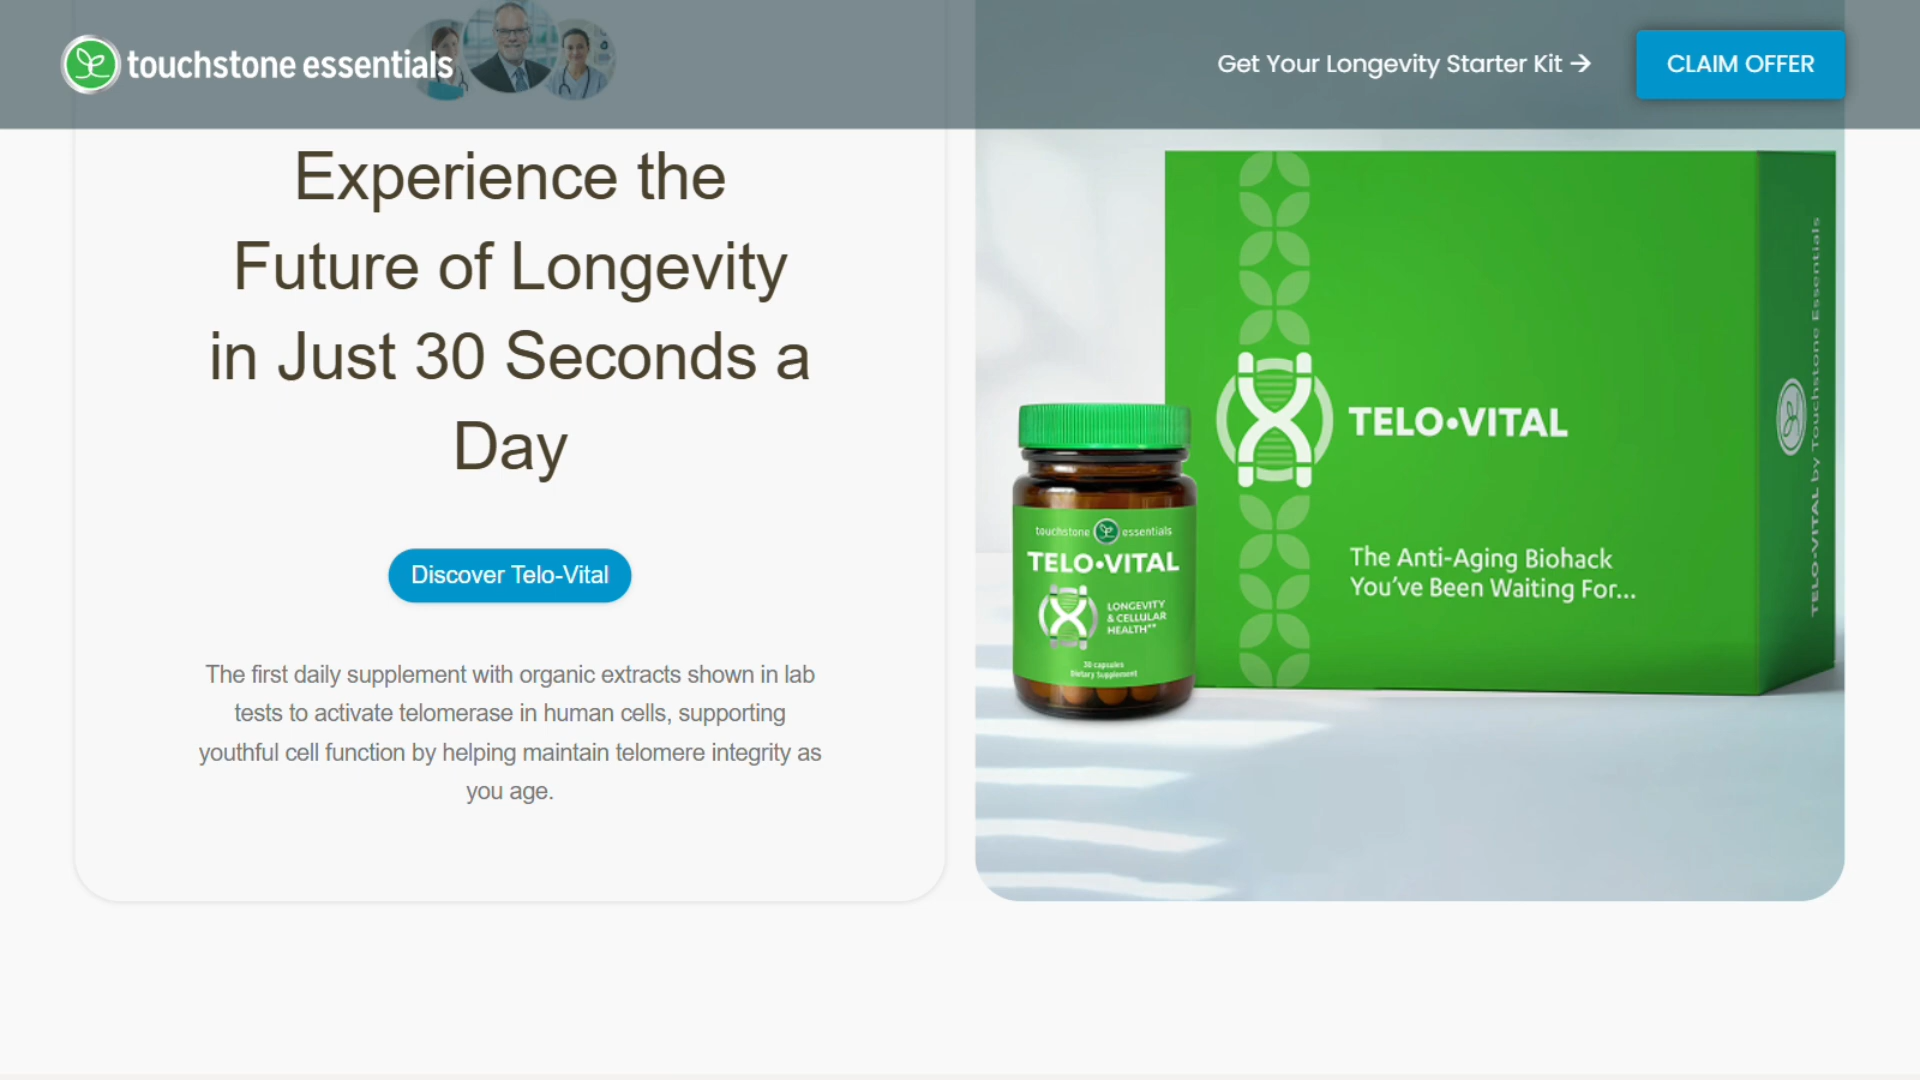 touchstone essentials
Get Your Longevity Starter Kit →
CLAIM OFFER
Experience the
Future of Longevity
in Just 30 Seconds a
Day
Discover Telo-Vital
The first daily supplement with organic extracts shown in lab
tests to activate telomerase in human cells, supporting
youthful cell function by helping maintain telomere integrity as
you age.
TELO•VITAL
The Anti-Aging Biohack
You’ve Been Waiting For...
TELO•VITAL by Touchstone Essentials
touchstone essentials
TELO•VITAL
LONGEVITY
& CELLULAR
HEALTH**
30 capsules
Dietary Supplement